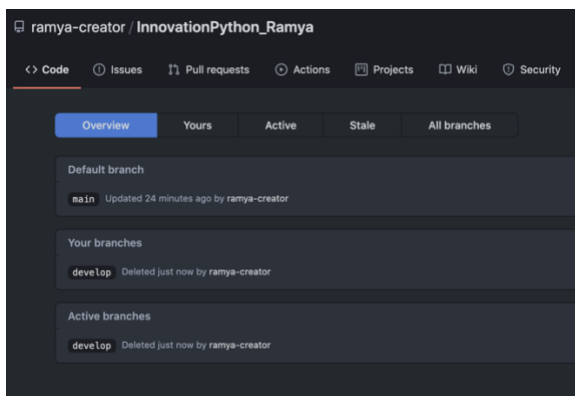 ramya-creator / InnovationPython_Ramya
<> Code Issues Pull requests Actions Projects Wiki Security
Overview Yours Active Stale All branches
Default branch
main Updated 24 minutes ago by ramya-creator
Your branches
develop Deleted just now by ramya-creator
Active branches
develop Deleted just now by ramya-creator